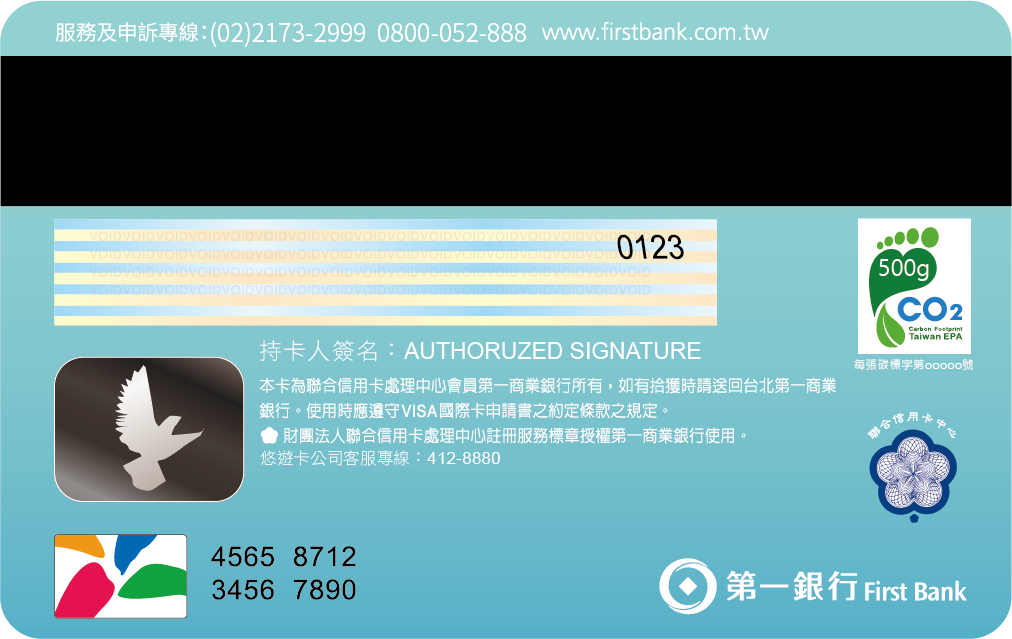 服務及申訴專線:(02)2173-2999 0800-052-888 www.firstbank.com.tw
VOIDVOIDVOIDVOIDVOIDVOIDVOIDVOIDVOIDVOIDVOIDVOIDVOIDVOIDVOIDVOIDVOID
VOIDVOIDVOIDVOIDVOIDVOIDVOIDVOIDVOIDVOIDVOIDVOIDVOIDVOIDVOIDVOIDVOID
VOIDVOIDVOIDVOIDVOIDVOIDVOIDVOIDVOIDVOIDVOIDVOIDVOIDVOIDVOIDVOIDVOID
VOIDVOIDVOIDVOIDVOIDVOIDVOIDVOIDVOIDVOIDVOIDVOIDVOIDVOIDVOIDVOIDVOID
0123
500g
CO2
Carbon Footprint
Taiwan EPA
每張碳標字第ooooo號
持卡人簽名：AUTHORUZED SIGNATURE
本卡為聯合信用卡處理中心會員第一商業銀行所有，如有拾獲時請送回台北第一商業
銀行。使用時應遵守VISA國際卡申請書之約定條款之規定。
財團法人聯合信用卡處理中心註冊服務標章授權第一商業銀行使用。
悠遊卡公司客服專線：412-8880
聯合信用卡中心
4565 8712
3456 7890
第一銀行 First Bank